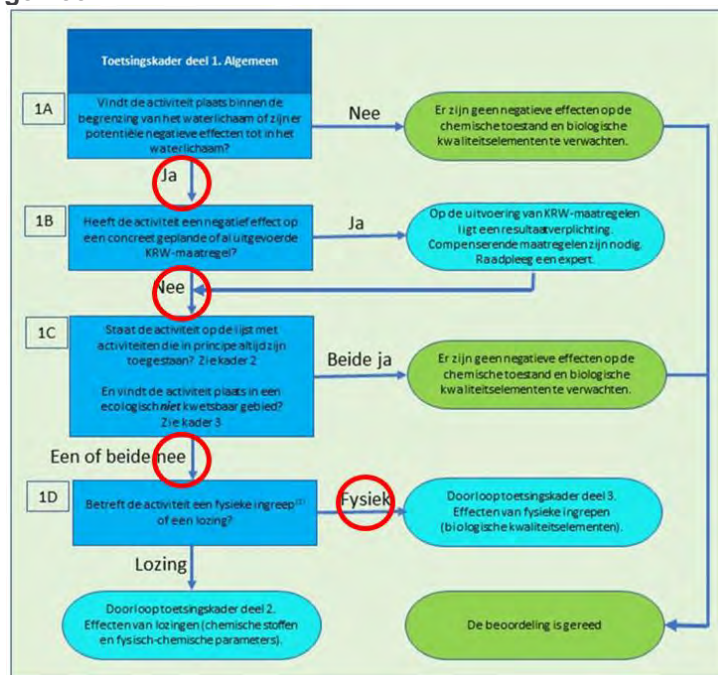 Toetsingskader deel 1. Algemeen
1A
Vindt de activiteit plaats binnen de
begrenzing van het waterlichaam of zijn er
potentiële negatieve effecten tot in het
waterlichaam?
Nee
Er zijn geen negatieve effecten op de
chemische toestand en biologische
kwaliteitselementen te verwachten.
Ja
1B
Heeft de activiteit een negatief effect op
een concreet geplande of al uitgevoerde
KRW-maatregel?
Ja
Op de uitvoering van KRW-maatregelen
ligt een resultaatverplichting.
Compenserende maatregelen zijn nodig.
Raadpleeg een expert.
Nee
1C
Staat de activiteit op de lijst met
activiteiten die in principe altijd zijn
toegestaan? Zie kader 2
En vindt de activiteit plaats in een
ecologisch niet kwetsbaar gebied?
Zie kader 3
Beide ja
Er zijn geen negatieve effecten op de
chemische toestand en biologische
kwaliteitselementen te verwachten.
Een of beide nee
1D
Betreft de activiteit een fysieke ingreep(1)
of een lozing?
Fysiek
Doorloop toetsingskader deel 3.
Effecten van fysieke ingrepen
(biologische kwaliteitselementen).
Lozing
Doorloop toetsingskader deel 2.
Effecten van lozingen (chemische stoffen
en fysisch-chemische parameters).
De beoordeling is gereed